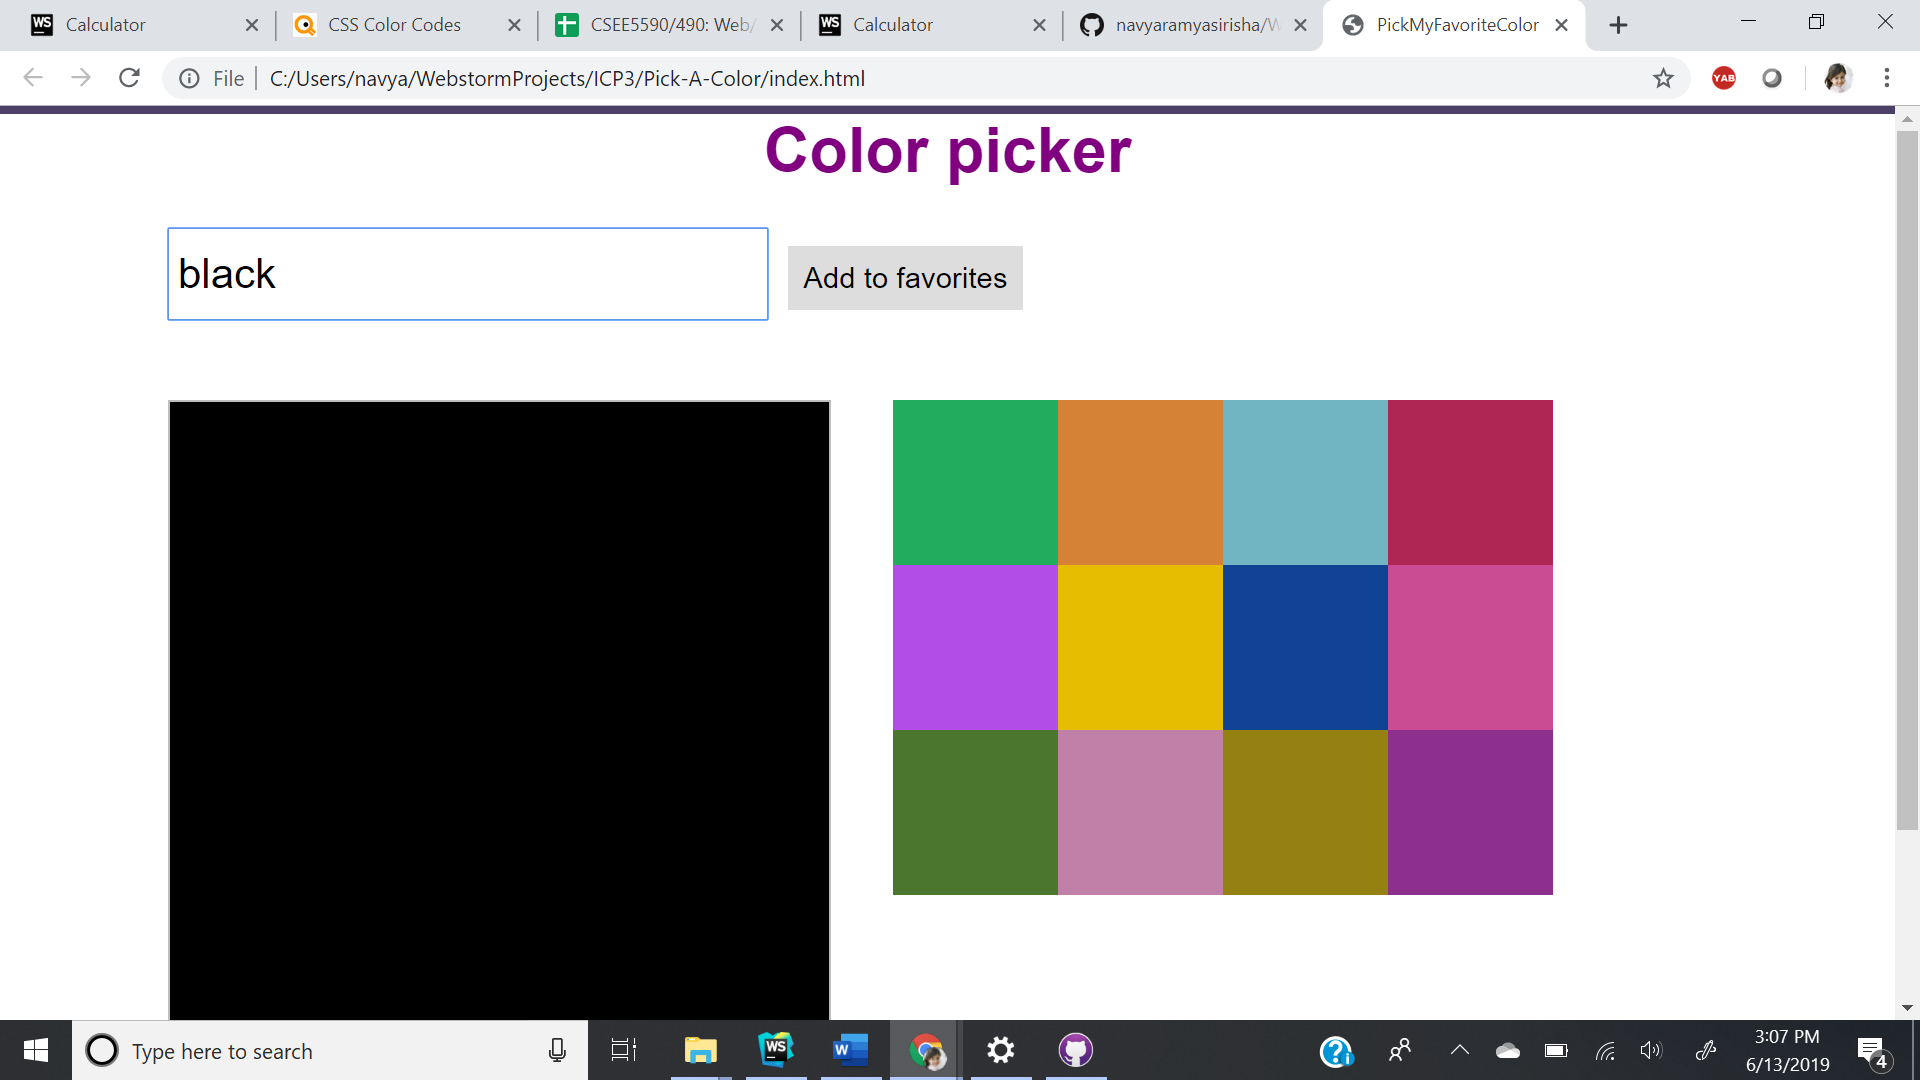 WS Calculator
CSS Color Codes
CSEE5590/490: Web/
WS Calculator
navyaramyasirisha/W
PickMyFavoriteColor
File
C:/Users/navya/WebstormProjects/ICP3/Pick-A-Color/index.html
YAB
Color picker
black
Add to favorites
Type here to search
WS
W
3:07 PM
6/13/2019
4